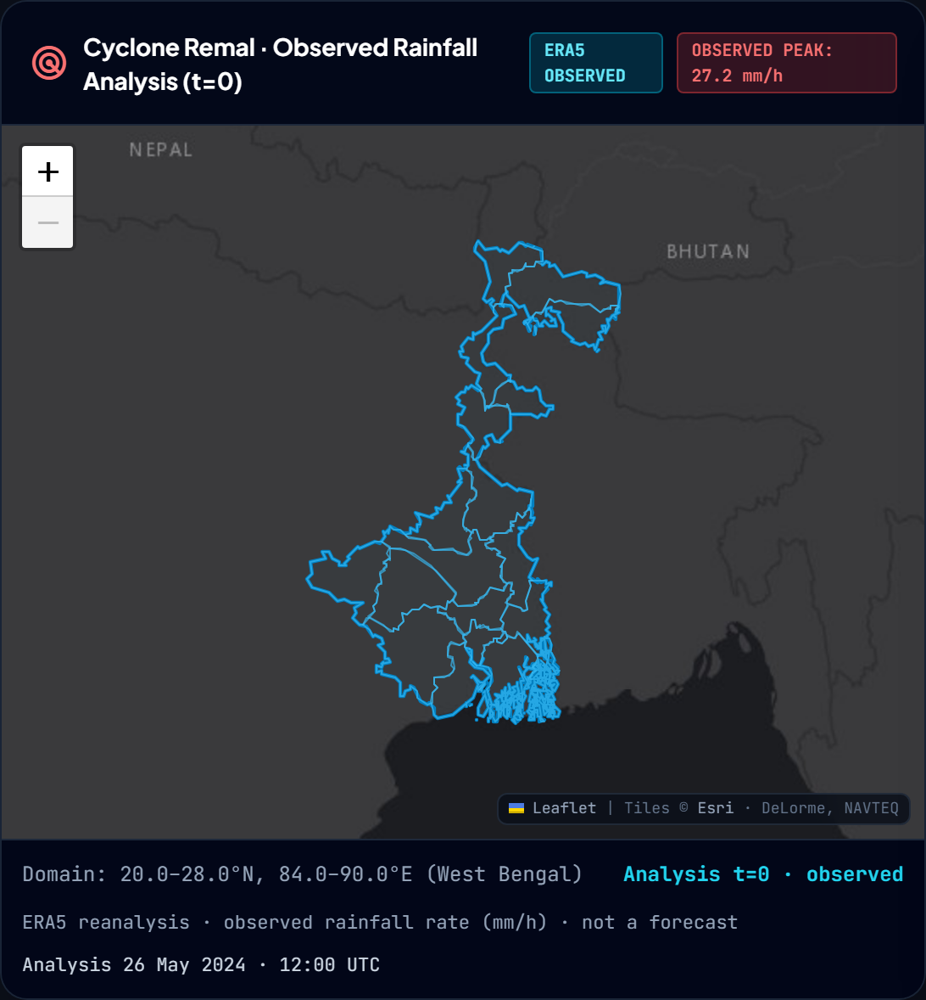 Cyclone Remal · Observed Rainfall
Analysis (t=0)
ERA5
OBSERVED
OBSERVED PEAK:
27.2 mm/h
NEPAL
+
−
BHUTAN
Leaflet | Tiles © Esri · DeLorme, NAVTEQ
Domain: 20.0–28.0°N, 84.0–90.0°E (West Bengal)
Analysis t=0 · observed
ERA5 reanalysis · observed rainfall rate (mm/h) · not a forecast
Analysis 26 May 2024 · 12:00 UTC